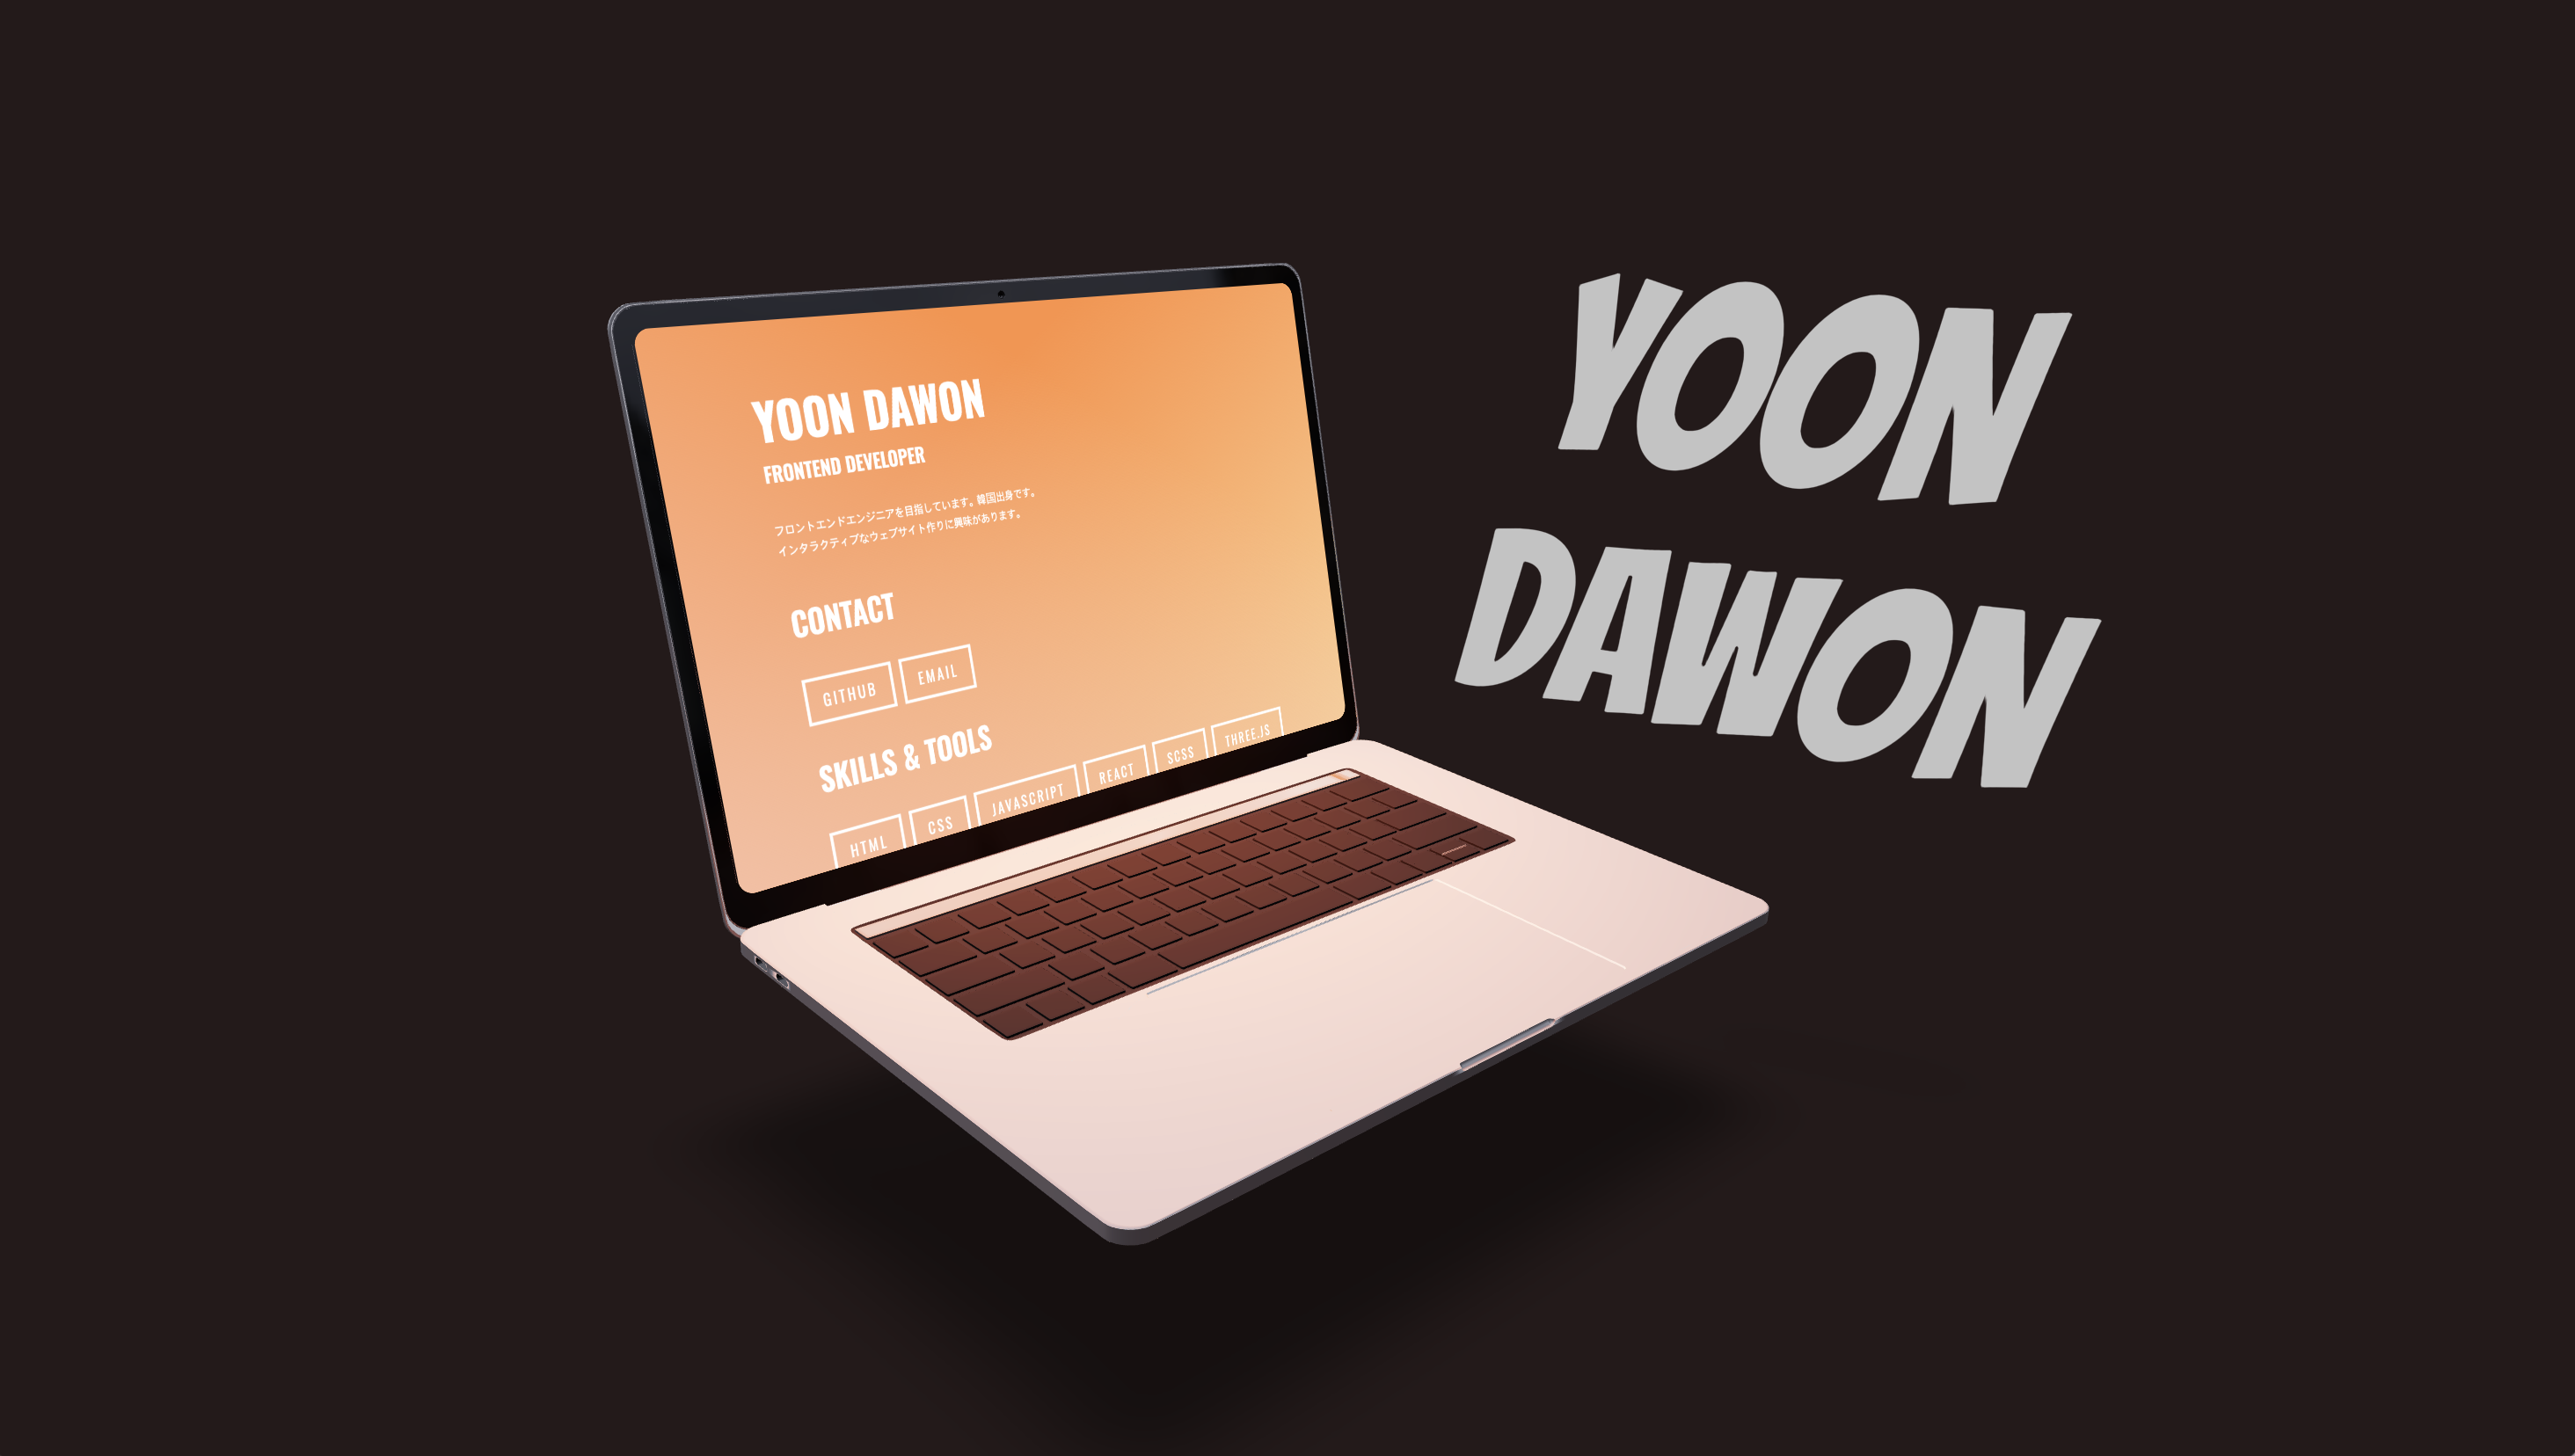 YOON DAWON
FRONTEND DEVELOPER
フロントエンドエンジニアを目指しています。韓国出身です。
インタラクティブなウェブサイト作りに興味があります。
CONTACT
GITHUB EMAIL
SKILLS & TOOLS
HTML CSS JAVASCRIPT REACT SCSS THREE.JS
YOON
DAWON